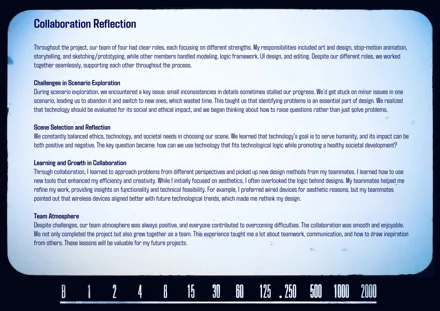 Collaboration Reflection
Throughout the project, our team of four had clear roles, each focusing on different strengths. My responsibilities included art and design, stop-motion animation,
storytelling, and sketching/prototyping, while other members handled modeling, logic framework, UI design, and editing. Despite our different roles, we worked
together seamlessly, supporting each other throughout the process.
Challenges in Scenario Exploration
During scenario exploration, we encountered a key issue: small inconsistencies in details sometimes stalled our progress. We'd get stuck on minor issues in one
scenario, leading us to abandon it and switch to new ones, which wasted time. This taught us that identifying problems is an essential part of design. We realized
that technology should be evaluated for its social and ethical impact, and we began thinking about how to raise questions rather than just solve problems.
Scene Selection and Reflection
We constantly balanced ethics, technology, and societal needs in choosing our scene. We learned that technology's goal is to serve humanity, and its impact can be
both positive and negative. The key question became: how can we use technology that fits technological logic while promoting a healthy societal development?
Learning and Growth in Collaboration
Through collaboration, I learned to approach problems from different perspectives and picked up new design methods from my teammates. I learned how to use
new tools that enhanced my efficiency and creativity. While I initially focused on aesthetics, I often overlooked the logic behind designs. My teammates helped me
refine my work, providing insights on functionality and technical feasibility. For example, I preferred wired devices for aesthetic reasons, but my teammates
pointed out that wireless devices aligned better with future technological trends, which made me rethink my design.
Team Atmosphere
Despite challenges, our team atmosphere was always positive, and everyone contributed to overcoming difficulties. The collaboration was smooth and enjoyable.
We not only completed the project but also grew together as a team. This experience taught me a lot about teamwork, communication, and how to draw inspiration
from others. These lessons will be valuable for my future projects.
B 1 2 4 8 15 30 60 125 . 250 500 1000 2000